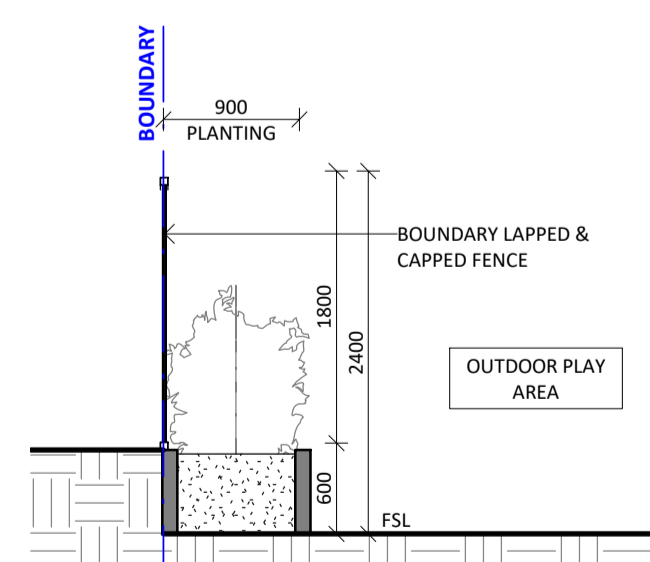 BOUNDARY
900
PLANTING
BOUNDARY LAPPED &
CAPPED FENCE
1800
2400
OUTDOOR PLAY
AREA
600
FSL